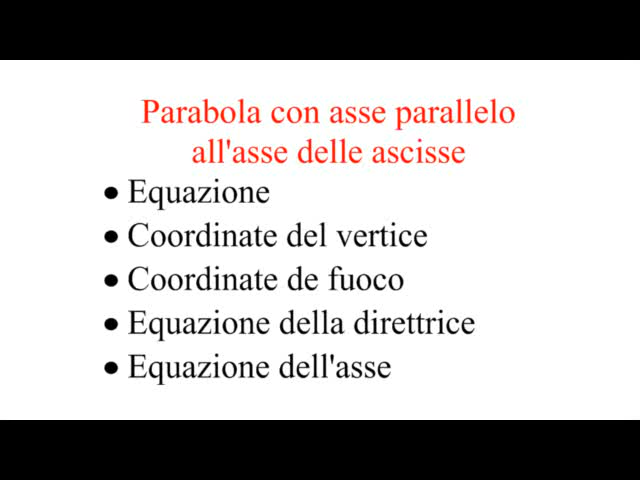 Parabola con asse parallelo
all'asse delle ascisse
• Equazione
• Coordinate del vertice
• Coordinate de fuoco
• Equazione della direttrice
• Equazione dell'asse